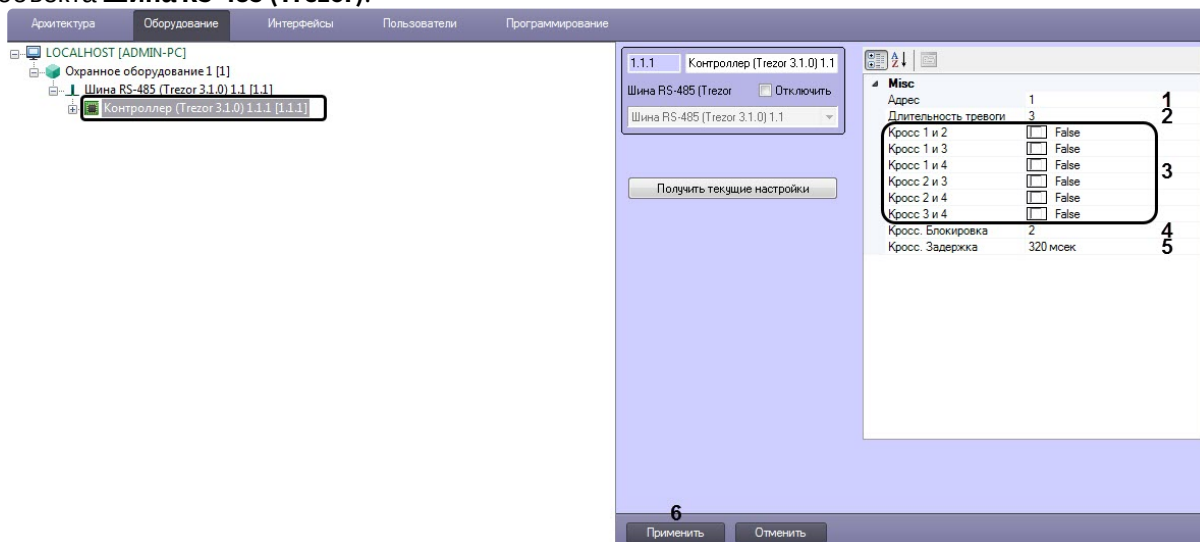 объекта Шина RS-485 (Trezor).
Архитектура Оборудование Интерфейсы Пользователи Программирование
LOCALHOST [ADMIN-PC]
Охранное оборудование 1 [1]
Шина RS-485 (Trezor 3.1.0) 1.1 [1.1]
Контроллер (Trezor 3.1.0) 1.1.1 [1.1.1]
1.1.1 Контроллер (Trezor 3.1.0) 1.1
Шина RS-485 (Trezor Отключить
Шина RS-485 (Trezor 3.1.0) 1.1
Получить текущие настройки
Misc
Адрес 1 1
Длительность тревоги 3 2
Кросс 1 и 2 False
Кросс 1 и 3 False
Кросс 1 и 4 False
Кросс 2 и 3 False
3
Кросс 2 и 4 False
Кросс 3 и 4 False
Кросс. Блокировка 2 4
Кросс. Задержка 320 мсек 5
6
Применить Отменить